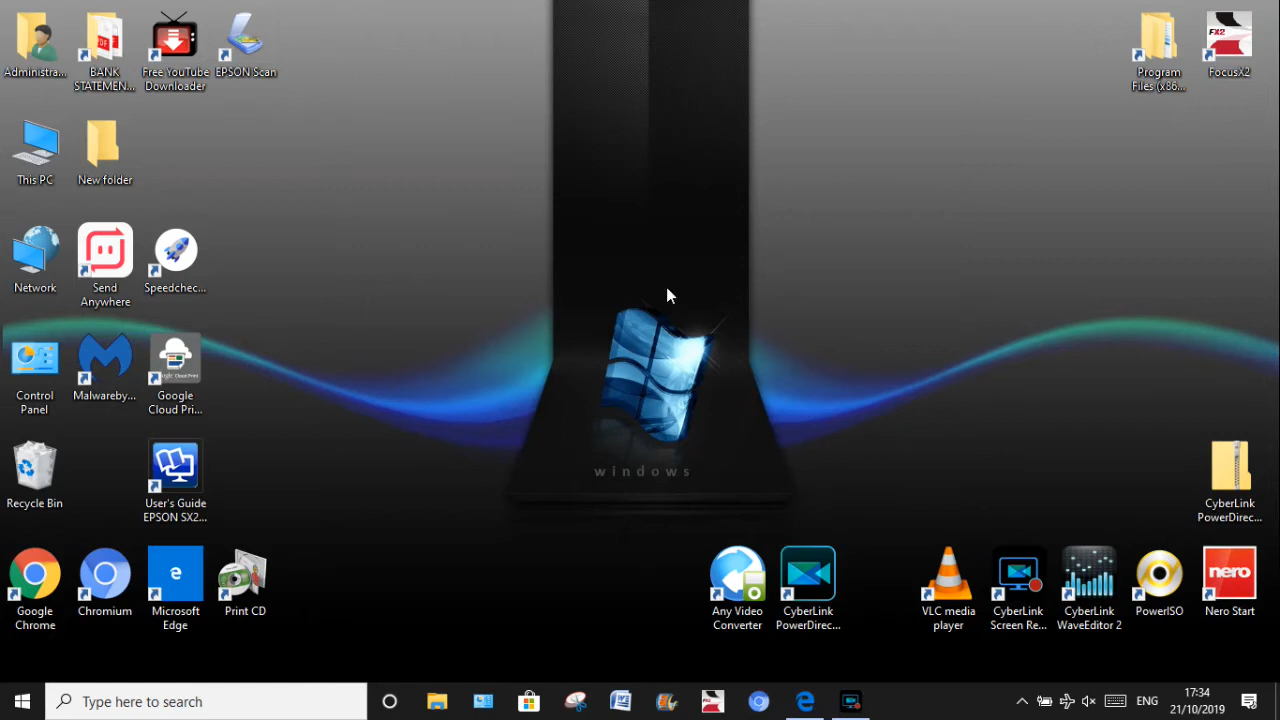 Administra...
BANK
STATEMEN...
Free YouTube
Downloader
EPSON Scan
Program
Files (x86...
FX2
FocusX2
This PC
New folder
Network
Send
Anywhere
Speedchec...
Control
Panel
Malwareby...
Google
Cloud Pri...
Recycle Bin
User's Guide
EPSON SX2...
windows
CyberLink
PowerDirec...
Google
Chrome
Chromium
Microsoft
Edge
Print CD
Any Video
Converter
CyberLink
PowerDirec...
VLC media
player
CyberLink
Screen Re...
CyberLink
WaveEditor 2
PowerISO
nero
Nero Start
Type here to search
ENG
17:34
21/10/2019